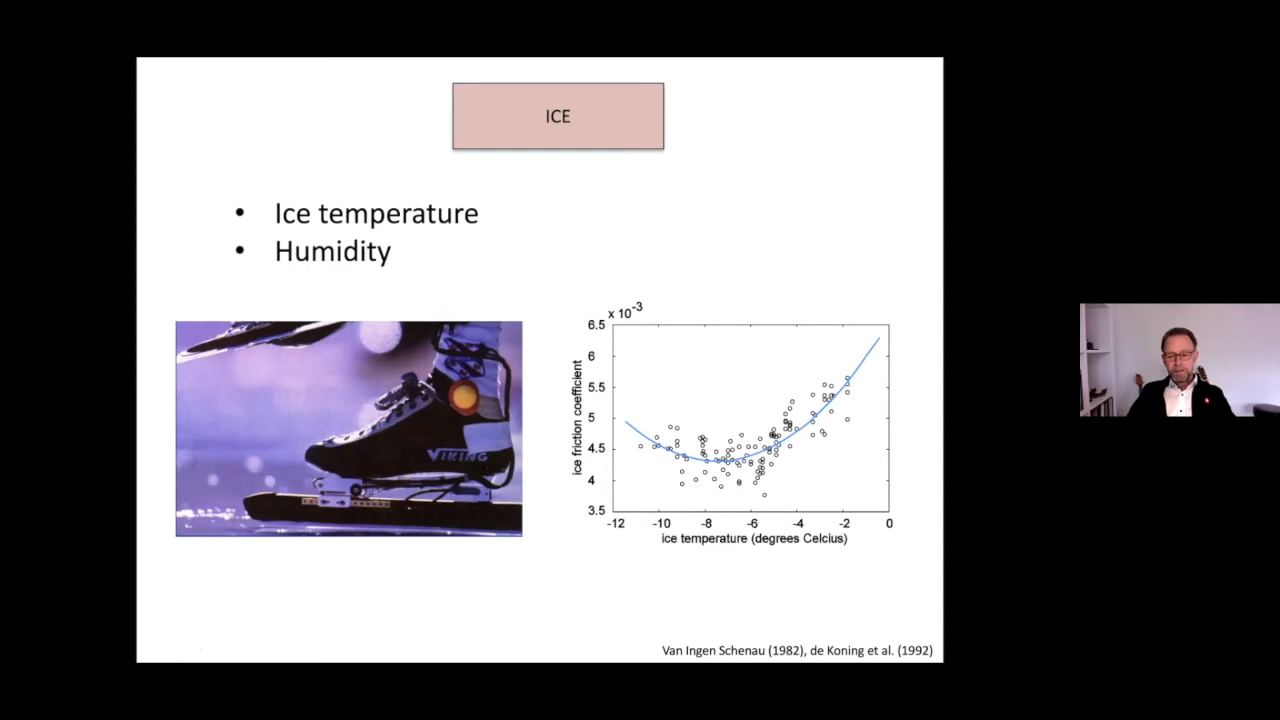 ICE
• Ice temperature
• Humidity
VIKING
x 10-3
6.5
6
5.5
5
4.5
4
3.5
ice friction coefficient
-12 -10 -8 -6 -4 -2 0
ice temperature (degrees Celcius)
Van Ingen Schenau (1982), de Koning et al. (1992)